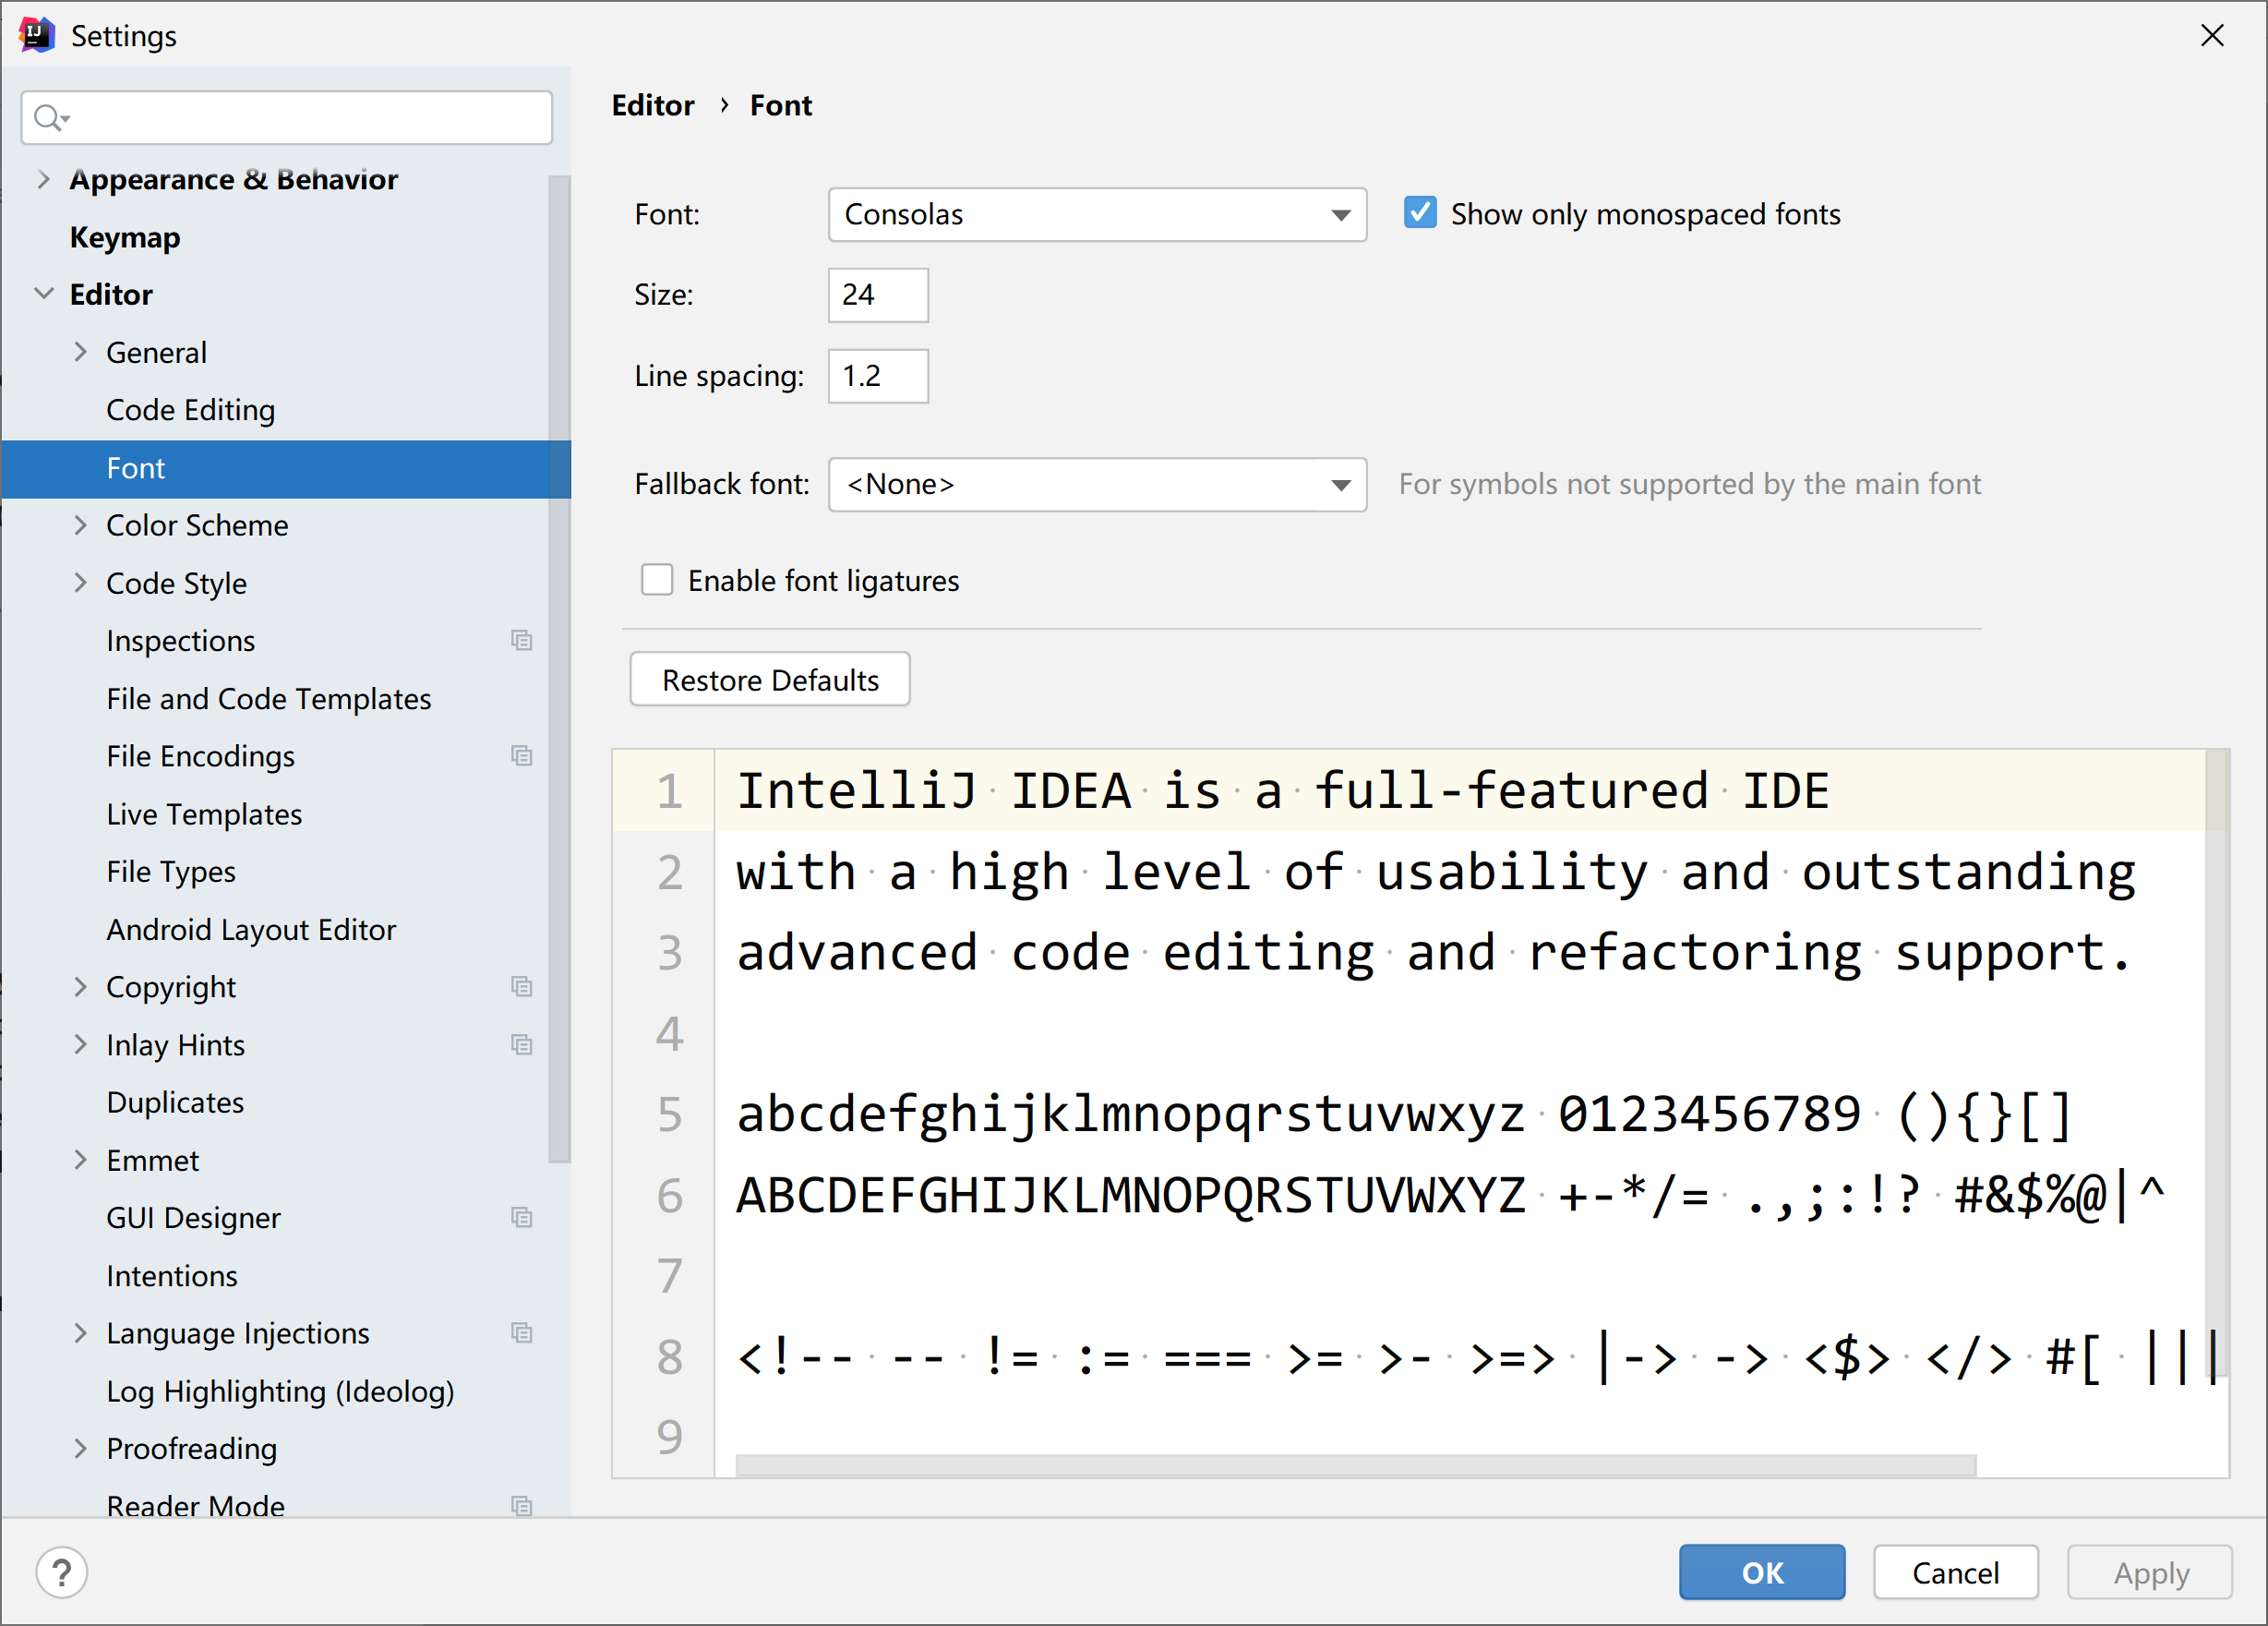 Settings
Appearance & Behavior
Keymap
Editor
General
Code Editing
Font
Color Scheme
Code Style
Inspections
File and Code Templates
File Encodings
Live Templates
File Types
Android Layout Editor
Copyright
Inlay Hints
Duplicates
Emmet
GUI Designer
Intentions
Language Injections
Log Highlighting (Ideolog)
Proofreading
Reader Mode
Editor › Font
Font: Consolas Show only monospaced fonts
Size: 24
Line spacing: 1.2
Fallback font: <None> For symbols not supported by the main font
Enable font ligatures
Restore Defaults
1 IntelliJ IDEA is a full-featured IDE
2 with a high level of usability and outstanding
3 advanced code editing and refactoring support.
4
5 abcdefghijklmnopqrstuvwxyz 0123456789 (){}[]
6 ABCDEFGHIJKLMNOPQRSTUVWXYZ +-*/= .,;:!? #&$%@|^
7
8 <!-- -- != := === >= >- >=> |-> -> <$> </> #[ |||
9
? OK Cancel Apply